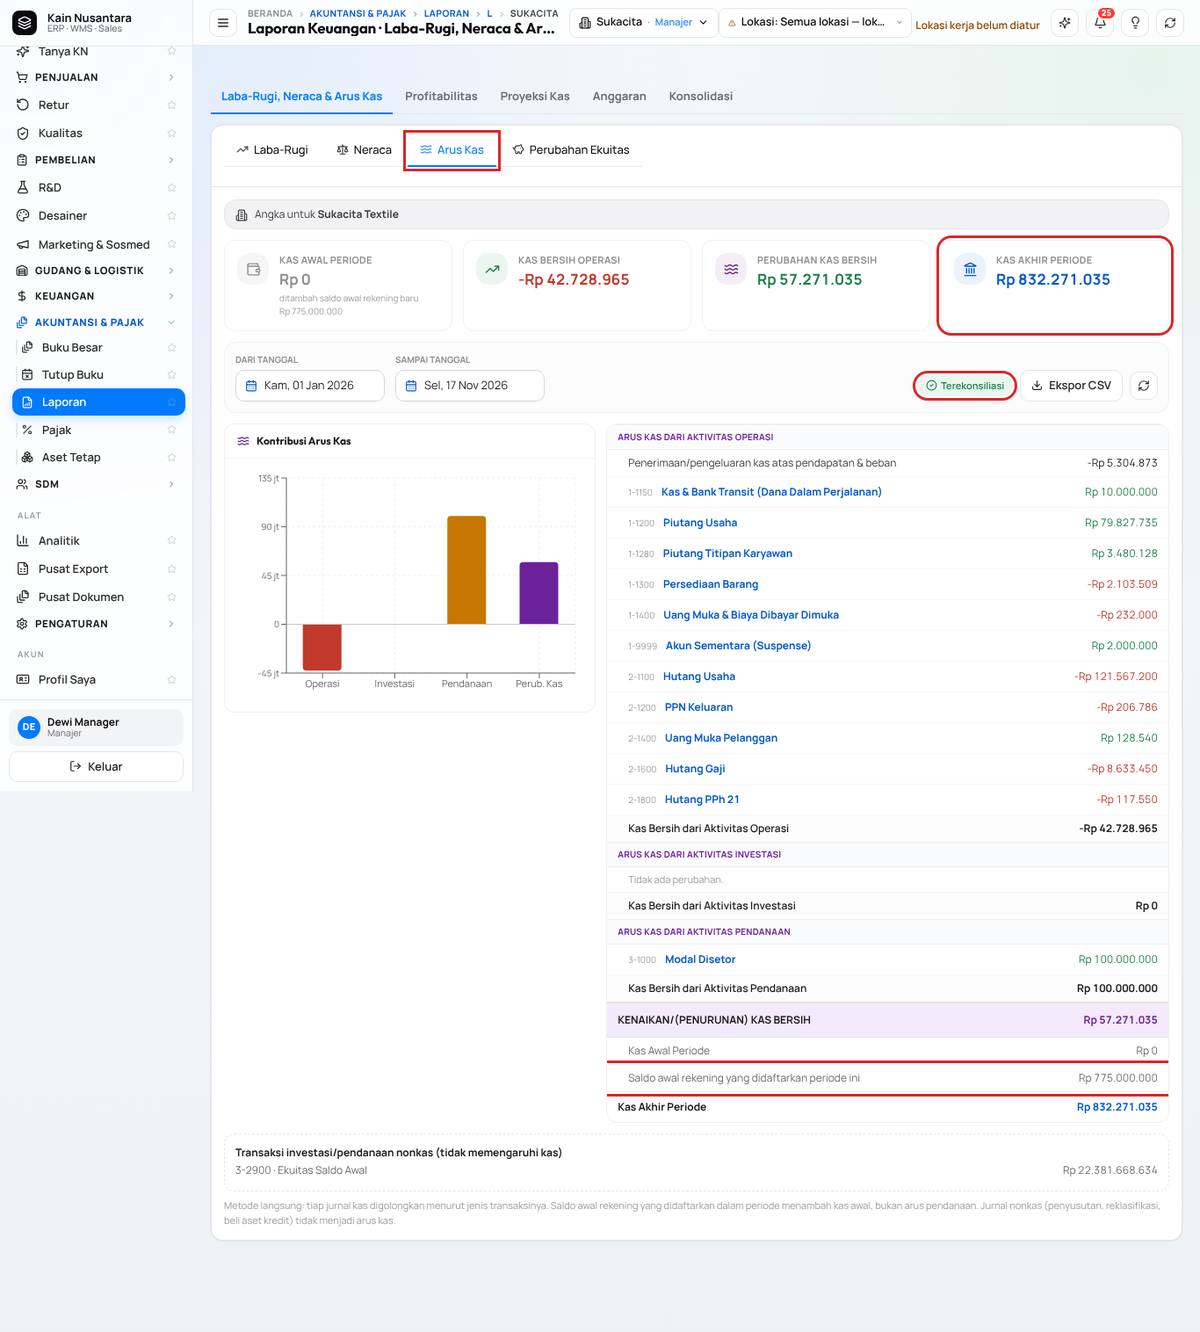 Kain Nusantara
ERP · WMS · Sales
BERANDA > AKUNTANSI & PAJAK > LAPORAN > L > SUKACITA
Laporan Keuangan · Laba-Rugi, Neraca & Ar...
Sukacita · Manajer
Lokasi: Semua lokasi — lok...
Lokasi kerja belum diatur
25
Tanya KN
PENJUALAN
Retur
Kualitas
PEMBELIAN
R&D
Desainer
Marketing & Sosmed
GUDANG & LOGISTIK
KEUANGAN
AKUNTANSI & PAJAK
Buku Besar
Tutup Buku
Laporan
Pajak
Aset Tetap
SDM
ALAT
Analitik
Pusat Export
Pusat Dokumen
PENGATURAN
AKUN
Profil Saya
DE
Dewi Manager
Manajer
Keluar
Laba-Rugi, Neraca & Arus Kas
Profitabilitas
Proyeksi Kas
Anggaran
Konsolidasi
Laba-Rugi
Neraca
Arus Kas
Perubahan Ekuitas
Angka untuk Sukacita Textile
KAS AWAL PERIODE
Rp 0
ditambah saldo awal rekening baru
Rp 775.000.000
KAS BERSIH OPERASI
-Rp 42.728.965
PERUBAHAN KAS BERSIH
Rp 57.271.035
KAS AKHIR PERIODE
Rp 832.271.035
DARI TANGGAL
Kam, 01 Jan 2026
SAMPAI TANGGAL
Sel, 17 Nov 2026
Terekonsiliasi
Ekspor CSV
Kontribusi Arus Kas
135 jt
90 jt
45 jt
0
-45 jt
Operasi
Investasi
Pendanaan
Perub. Kas
ARUS KAS DARI AKTIVITAS OPERASI
Penerimaan/pengeluaran kas atas pendapatan & beban -Rp 5.304.873
1-1150 Kas & Bank Transit (Dana Dalam Perjalanan) Rp 10.000.000
1-1200 Piutang Usaha Rp 79.827.735
1-1280 Piutang Titipan Karyawan Rp 3.480.128
1-1300 Persediaan Barang -Rp 2.103.509
1-1400 Uang Muka & Biaya Dibayar Dimuka -Rp 232.000
1-9999 Akun Sementara (Suspense) Rp 2.000.000
2-1100 Hutang Usaha -Rp 121.567.200
2-1200 PPN Keluaran -Rp 206.786
2-1400 Uang Muka Pelanggan Rp 128.540
2-1600 Hutang Gaji -Rp 8.633.450
2-1800 Hutang PPh 21 -Rp 117.550
Kas Bersih dari Aktivitas Operasi -Rp 42.728.965
ARUS KAS DARI AKTIVITAS INVESTASI
Tidak ada perubahan.
Kas Bersih dari Aktivitas Investasi Rp 0
ARUS KAS DARI AKTIVITAS PENDANAAN
3-1000 Modal Disetor Rp 100.000.000
Kas Bersih dari Aktivitas Pendanaan Rp 100.000.000
KENAIKAN/(PENURUNAN) KAS BERSIH Rp 57.271.035
Kas Awal Periode Rp 0
Saldo awal rekening yang didaftarkan periode ini Rp 775.000.000
Kas Akhir Periode Rp 832.271.035
Transaksi investasi/pendanaan nonkas (tidak memengaruhi kas)
3-2900 · Ekuitas Saldo Awal Rp 22.381.668.634
Metode langsung: tiap jurnal kas digolongkan menurut jenis transaksinya. Saldo awal rekening yang didaftarkan dalam periode menambah kas awal, bukan arus pendanaan. Jurnal nonkas (penyusutan, reklasifikasi,
beli aset kredit) tidak menjadi arus kas.